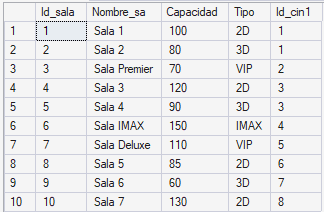 Id_sala Nombre_sa Capacidad Tipo Id_cin1
1 1 Sala 1 100 2D 1
2 2 Sala 2 80 3D 1
3 3 Sala Premier 70 VIP 2
4 4 Sala 3 120 2D 3
5 5 Sala 4 90 3D 3
6 6 Sala IMAX 150 IMAX 4
7 7 Sala Deluxe 110 VIP 5
8 8 Sala 5 85 2D 6
9 9 Sala 6 60 3D 7
10 10 Sala 7 130 2D 8